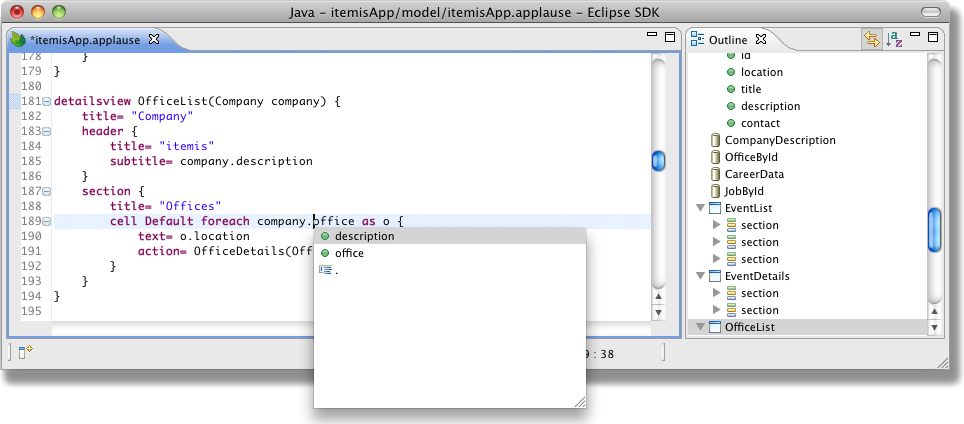 Java – itemisApp/model/itemisApp.applause – Eclipse SDK
*itemisApp.applause
178     }
179 }
180
181 detailsview OfficeList(Company company) {
182     title= "Company"
183     header {
184         title= "itemis"
185         subtitle= company.description
186     }
187     section {
188         title= "Offices"
189         cell Default foreach company.office as o {
190             text= o.location
191             action= OfficeDetails(Off
192         }
193     }
194 }
195
description
office
.
: 38
Outline
id
location
title
description
contact
CompanyDescription
OfficeById
CareerData
JobById
EventList
section
section
section
EventDetails
section
section
OfficeList